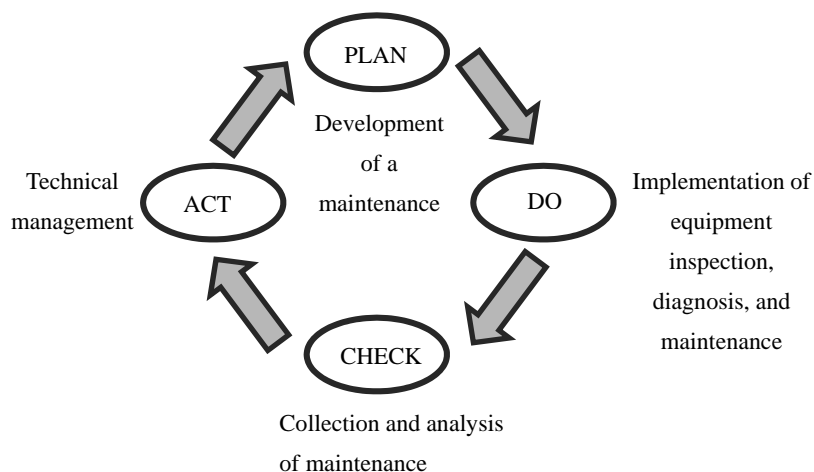 PLAN
Development
of a
maintenance
Technical
management
ACT
DO
Implementation of
equipment
inspection,
diagnosis, and
maintenance
CHECK
Collection and analysis
of maintenance